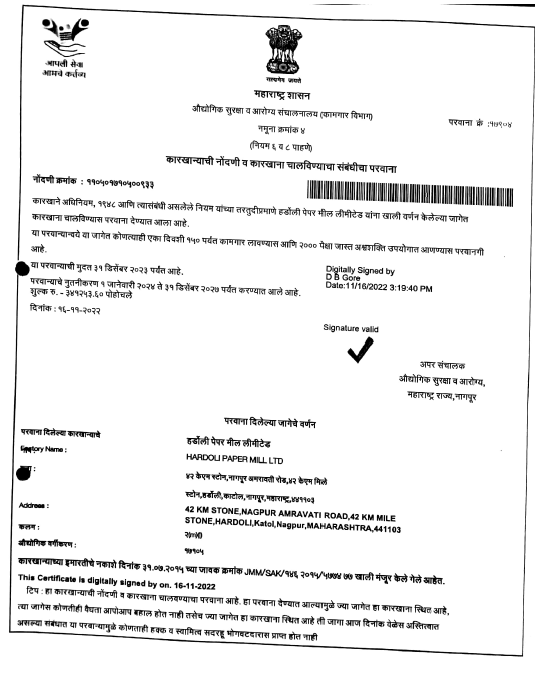 आपली सेवा
आमचं कर्तव्य
सत्यमेव जयते
महाराष्ट्र शासन
औद्योगिक सुरक्षा व आरोग्य संचालनालय (कामगार विभाग)
परवाना क्रं :१७९०४
नमूना क्रमांक ४
(नियम ६ व ८ पाहणे)
कारखान्याची नोंदणी व कारखाना चालविण्याचा संबंधीचा परवाना
नोंदणी क्रमांक : ११०५०१७१०५००९३३
कारखाने अधिनियम, १९४८ आणि त्यासंबंधी असलेले नियम यांच्या तरतुदीप्रमाणे हर्डोली पेपर मील लीमीटेड यांना खाली वर्णन केलेल्या जागेत
कारखाना चालविण्यास परवाना देण्यात आला आहे.
या परवान्यान्वये या जागेत कोणत्याही एका दिवशी १५० पर्यंत कामगार लावण्यास आणि २००० पेक्षा जास्त अश्वशक्ति उपयोगात आणण्यास परवानगी
आहे.
या परवान्याची मुदत ३१ डिसेंबर २०२३ पर्यंत आहे.
Digitally Signed by
D B Gore
Date:11/16/2022 3:19:40 PM
परवान्याचे नुतनीकरण १ जानेवारी २०२४ ते ३१ डिसेंबर २०२७ पर्यंत करण्यात आले आहे.
शुल्क रु. - ३४१२५३.६० पोहोचले
दिनांक : १६-११-२०२२
Signature valid
अपर संचालक
औद्योगिक सुरक्षा व आरोग्य,
महाराष्ट्र राज्य,नागपूर
परवाना दिलेल्या जागेचे वर्णन
परवाना दिलेल्या कारखान्याचे
हर्डोली पेपर मील लीमीटेड
Factory Name :
HARDOLI PAPER MILL LTD
४२ केएम स्टोन,नागपूर अमरावती रोड,४२ केएम मिले
स्टोन,हर्डोली,काटोल,नागपूर,महाराष्ट्र,४४११०३
Address :
42 KM STONE,NAGPUR AMRAVATI ROAD,42 KM MILE
STONE,HARDOLI,Katol,Nagpur,MAHARASHTRA,441103
कलम :
औद्योगिक वर्गीकरण :
१७१०५
कारखान्याच्या इमारतीचे नकाशे दिनांक ३१.०७.२०१५ च्या जावक क्रमांक JMM/SAK/१४६ २०१५/५७७४ ७७ खाली मंजूर केले गेले आहेत.
This Certificate is digitally signed by on. 16-11-2022
टिप : हा कारखान्याची नोंदणी व कारखाना चालवण्याचा परवाना आहे. हा परवाना देण्यात आल्यामुळे ज्या जागेत हा कारखाना स्थित आहे,
त्या जागेस कोणतीही वैधता आपोआप बहाल होत नाही तसेच ज्या जागेत हा कारखाना स्थित आहे ती जागा आज दिनांक वेळेस अस्तित्वात
असल्या संबंधात या परवान्यामुळे कोणताही हक्क व स्वामित्व सदरहू भोगवटदारास प्राप्त होत नाही